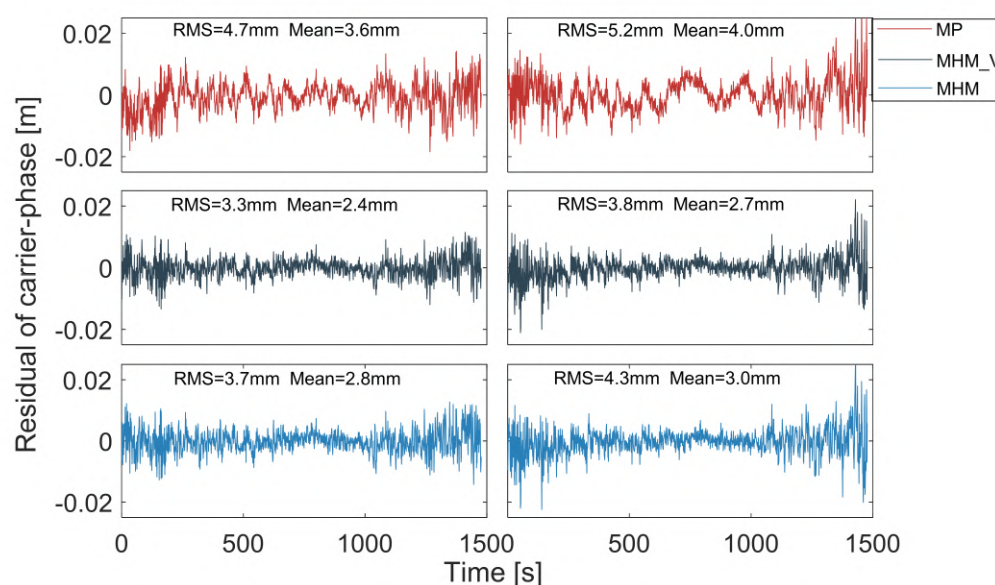 RMS=4.7mm Mean=3.6mm
RMS=5.2mm Mean=4.0mm
MP
MHM_V
MHM
0.02
0
-0.02
RMS=3.3mm Mean=2.4mm
RMS=3.8mm Mean=2.7mm
0.02
0
-0.02
RMS=3.7mm Mean=2.8mm
RMS=4.3mm Mean=3.0mm
0.02
0
-0.02
Residual of carrier-phase [m]
0 500 1000 1500 500 1000 1500
Time [s]